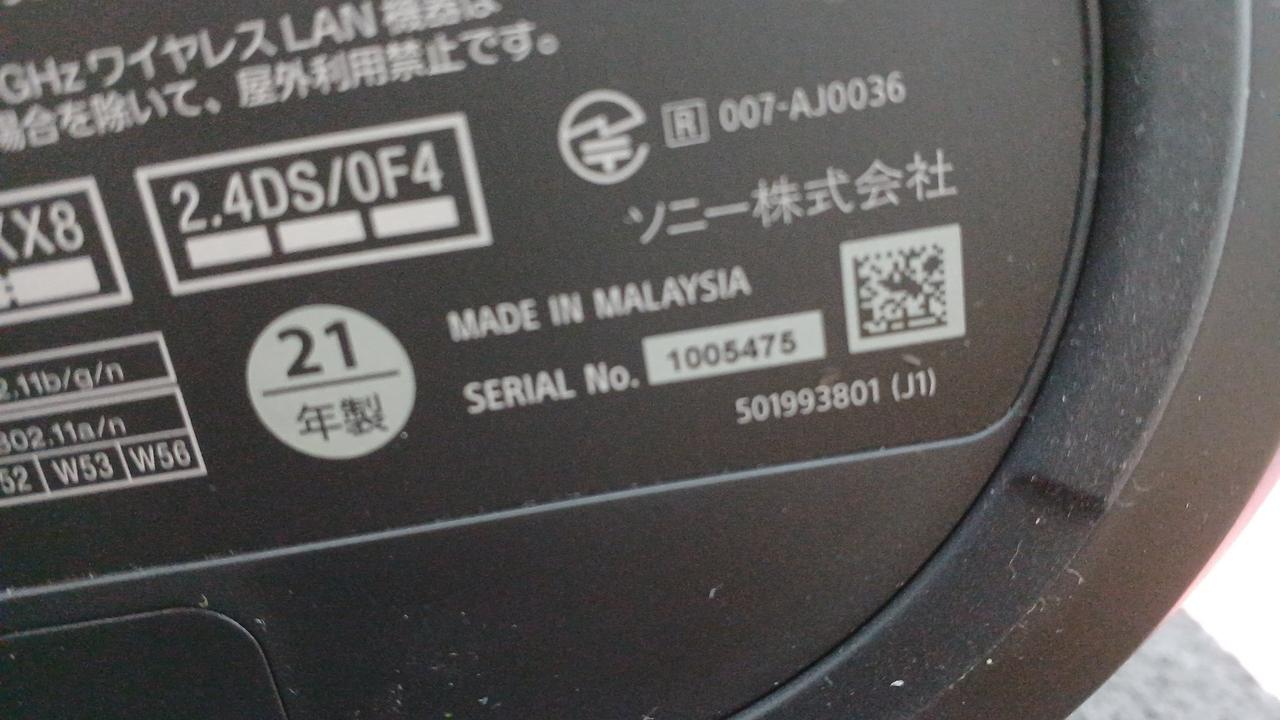 GHzワイヤレスLAN機器は
場合を除いて、屋外利用禁止です。
R 007-AJ0036
ソニー株式会社
XX8
2.4DS/OF4
MADE IN MALAYSIA
21
年製
SERIAL No. 1005475
501993801 (J1)
2.11b/g/n
802.11a/n
52 W53 W56